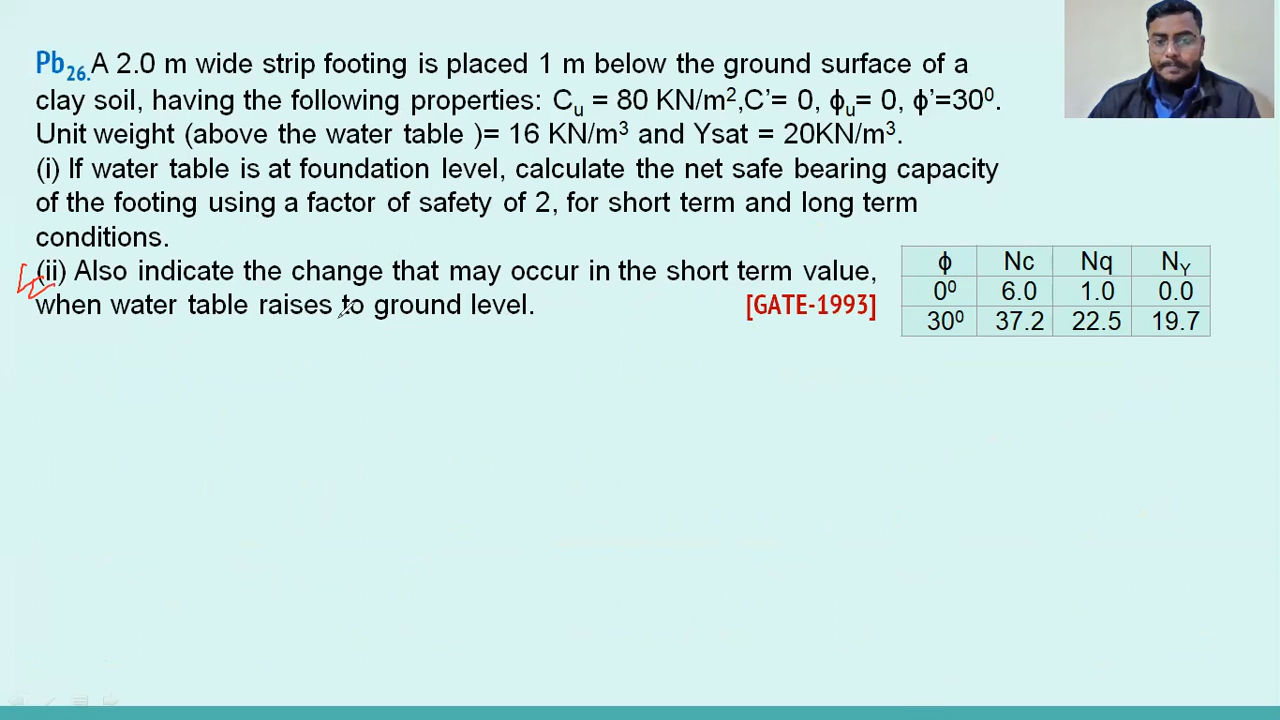 Pb26.A 2.0 m wide strip footing is placed 1 m below the ground surface of a
clay soil, having the following properties: Cu = 80 KN/m²,C'= 0, ϕu= 0, ϕ'=30⁰.
Unit weight (above the water table )= 16 KN/m³ and Ysat = 20KN/m³.
(i) If water table is at foundation level, calculate the net safe bearing capacity
of the footing using a factor of safety of 2, for short term and long term
conditions.
(ii) Also indicate the change that may occur in the short term value,
when water table raises to ground level. [GATE-1993]
ϕ Nc Nq NY
0⁰ 6.0 1.0 0.0
30⁰ 37.2 22.5 19.7